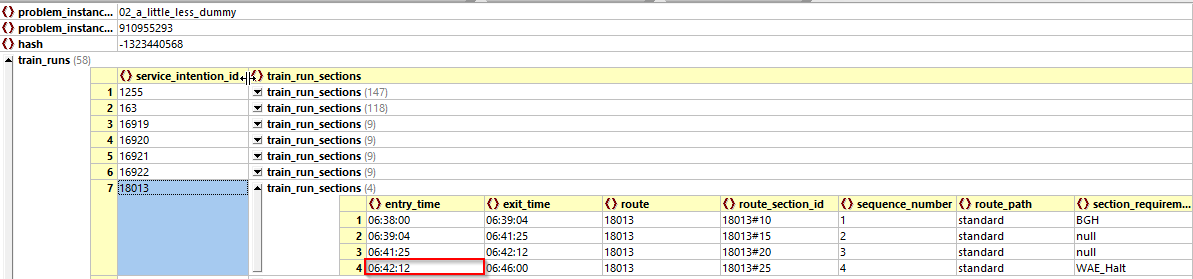 problem_instanc... 02_a_little_less_dummy
problem_instanc... 910955293
hash -1323440568
train_runs (58)
service_intention_id train_run_sections
1 1255 train_run_sections (147)
2 163 train_run_sections (118)
3 16919 train_run_sections (9)
4 16920 train_run_sections (9)
5 16921 train_run_sections (9)
6 16922 train_run_sections (9)
7 18013 train_run_sections (4)
entry_time exit_time route route_section_id sequence_number route_path section_requirem...
1 06:38:00 06:39:04 18013 18013#10 1 standard BGH
2 06:39:04 06:41:25 18013 18013#15 2 standard null
3 06:41:25 06:42:12 18013 18013#20 3 standard null
4 06:42:12 06:46:00 18013 18013#25 4 standard WAE_Halt